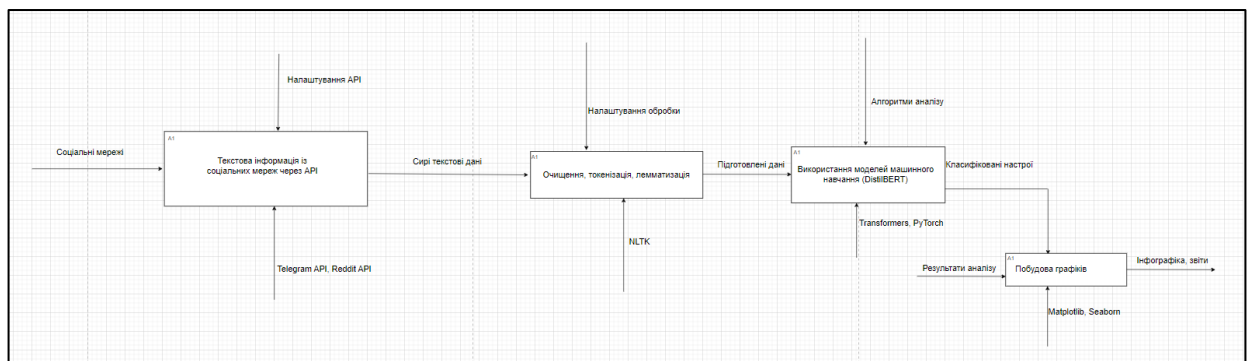 Налаштування API
Соціальні мережі
A1
Текстова інформація із
соціальних мереж через API
Telegram API, Reddit API
Сирі текстові дані
Налаштування обробки
A1
Очищення, токенізація, лемматизація
NLTK
Підготовлені дані
Алгоритми аналізу
A1
Використання моделей машинного
навчання (DistilBERT)
Transformers, PyTorch
Класифіковані настрої
Результати аналізу
A1
Побудова графіків
Matplotlib, Seaborn
Інфографіка, звіти